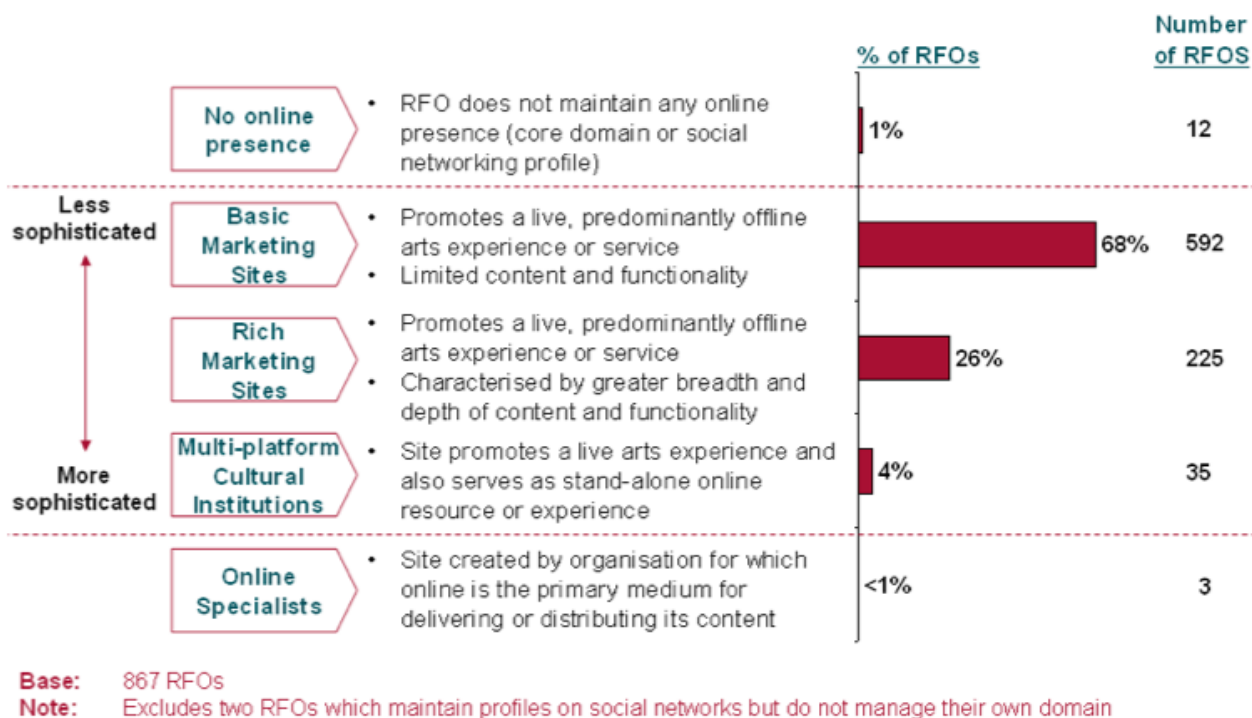 Number
% of RFOs of RFOS
No online
presence
• RFO does not maintain any online
presence (core domain or social
networking profile)
1% 12
Less
sophisticated
More
sophisticated
Basic
Marketing
Sites
• Promotes a live, predominantly offline
arts experience or service
• Limited content and functionality
68% 592
Rich
Marketing
Sites
• Promotes a live, predominantly offline
arts experience or service
• Characterised by greater breadth and
depth of content and functionality
26% 225
Multi-platform
Cultural
Institutions
• Site promotes a live arts experience and
also serves as stand-alone online
resource or experience
4% 35
Online
Specialists
• Site created by organisation for which
online is the primary medium for
delivering or distributing its content
<1% 3
Base: 867 RFOs
Note: Excludes two RFOs which maintain profiles on social networks but do not manage their own domain